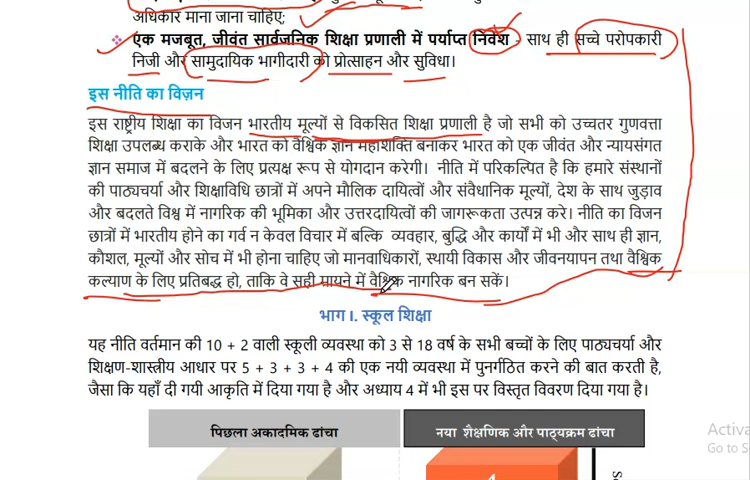 अधिकार माना जाना चाहिए;
एक मजबूत, जीवंत सार्वजनिक शिक्षा प्रणाली में पर्याप्त निवेश - साथ ही सच्चे परोपकारी
निजी और सामुदायिक भागीदारी की प्रोत्साहन और सुविधा।
इस नीति का विज़न
इस राष्ट्रीय शिक्षा का विजन भारतीय मूल्यों से विकसित शिक्षा प्रणाली है जो सभी को उच्चतर गुणवत्ता
शिक्षा उपलब्ध कराके और भारत को वैश्विक ज्ञान महाशक्ति बनाकर भारत को एक जीवंत और न्यायसंगत
ज्ञान समाज में बदलने के लिए प्रत्यक्ष रूप से योगदान करेगी। नीति में परिकल्पित है कि हमारे संस्थानों
की पाठ्यचर्या और शिक्षाविधि छात्रों में अपने मौलिक दायित्वों और संवैधानिक मूल्यों, देश के साथ जुड़ाव
और बदलते विश्व में नागरिक की भूमिका और उत्तरदायित्वों की जागरूकता उत्पन्न करे। नीति का विजन
छात्रों में भारतीय होने का गर्व न केवल विचार में बल्कि व्यवहार, बुद्धि और कार्यों में भी और साथ ही ज्ञान,
कौशल, मूल्यों और सोच में भी होना चाहिए जो मानवाधिकारों, स्थायी विकास और जीवनयापन तथा वैश्विक
कल्याण के लिए प्रतिबद्ध हो, ताकि वे सही मायने में वैश्विक नागरिक बन सकें।
भाग I. स्कूल शिक्षा
यह नीति वर्तमान की 10 + 2 वाली स्कूली व्यवस्था को 3 से 18 वर्ष के सभी बच्चों के लिए पाठ्यचर्या और
शिक्षण-शास्त्रीय आधार पर 5 + 3 + 3 + 4 की एक नयी व्यवस्था में पुनर्गठित करने की बात करती है,
जैसा कि यहाँ दी गयी आकृति में दिया गया है और अध्याय 4 में भी इस पर विस्तृत विवरण दिया गया है।
Activa
Go to S
पिछला अकादमिक ढांचा
नया शैक्षणिक और पाठ्यक्रम ढांचा
4